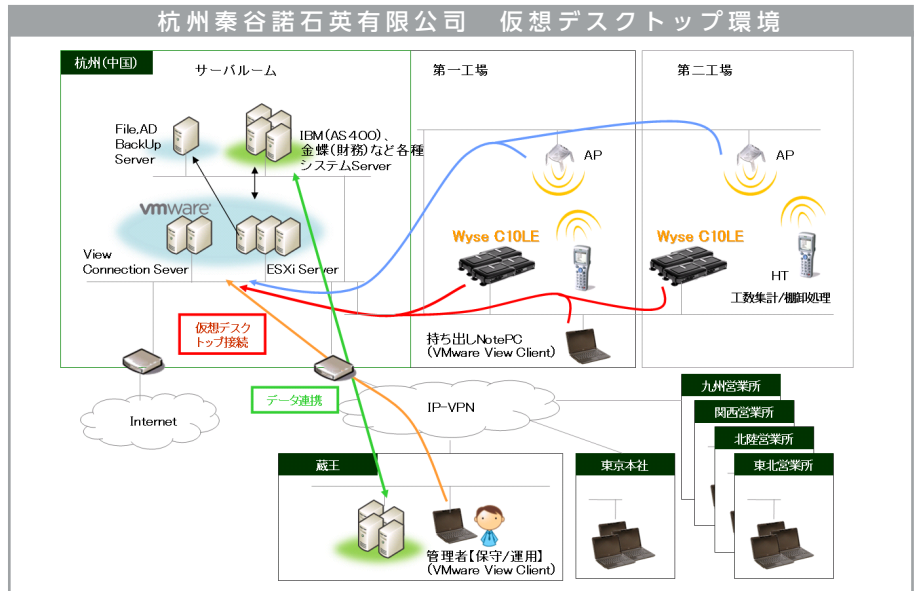 杭州秦谷諾石英有限公司　仮想デスクトップ環境
杭州(中国)
サーバルーム
第一工場
第二工場
File,AD
BackUp
Server
IBM(AS400)、
金蝶(財務)など各種
システムServer
AP
AP
vmware
View
Connection Sever
ESXi Server
Wyse C10LE
Wyse C10LE
HT
工数集計/棚卸処理
仮想デスク
トップ接続
持ち出しNotePC
(VMware View Client)
データ連携
Internet
IP-VPN
九州営業所
関西営業所
北陸営業所
東北営業所
蔵王
東京本社
管理者【保守/運用】
(VMware View Client)